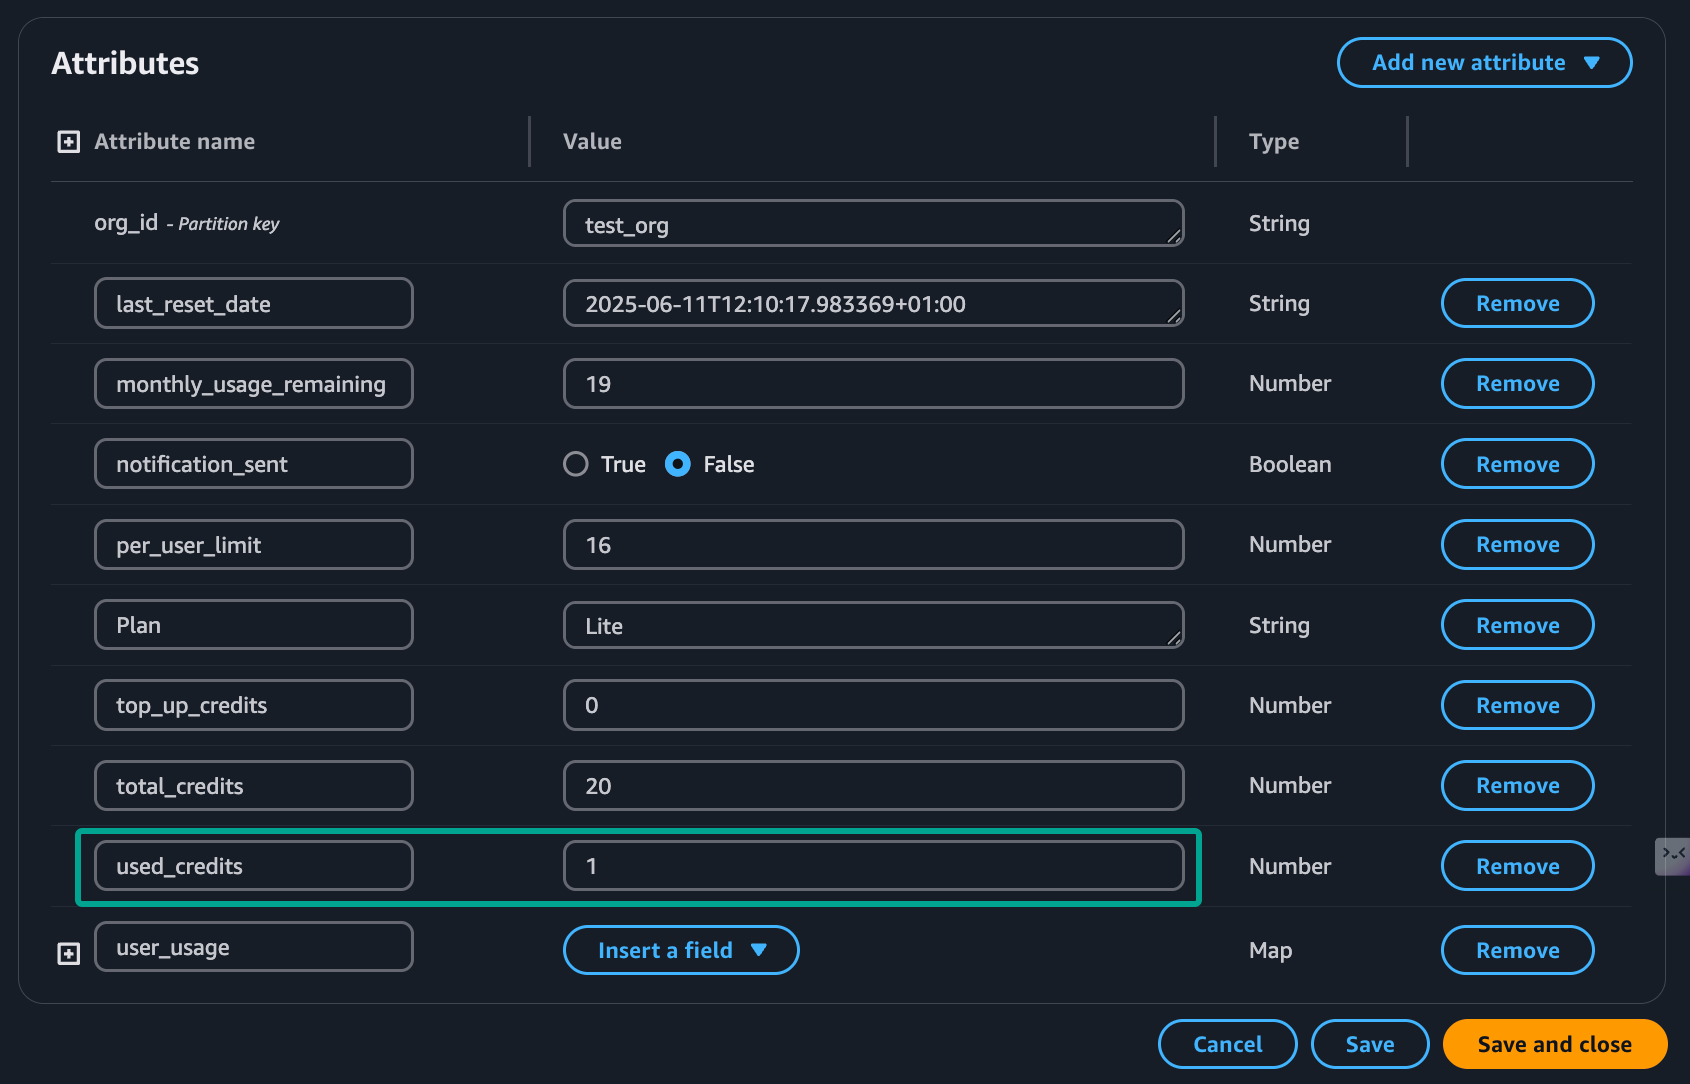 Attributes
Add new attribute
Attribute name
Value
Type
org_id - Partition key
test_org
String
last_reset_date
2025-06-11T12:10:17.983369+01:00
String
Remove
monthly_usage_remaining
19
Number
Remove
notification_sent
True
False
Boolean
Remove
per_user_limit
16
Number
Remove
Plan
Lite
String
Remove
top_up_credits
0
Number
Remove
total_credits
20
Number
Remove
used_credits
1
Number
Remove
user_usage
Insert a field
Map
Remove
Cancel
Save
Save and close